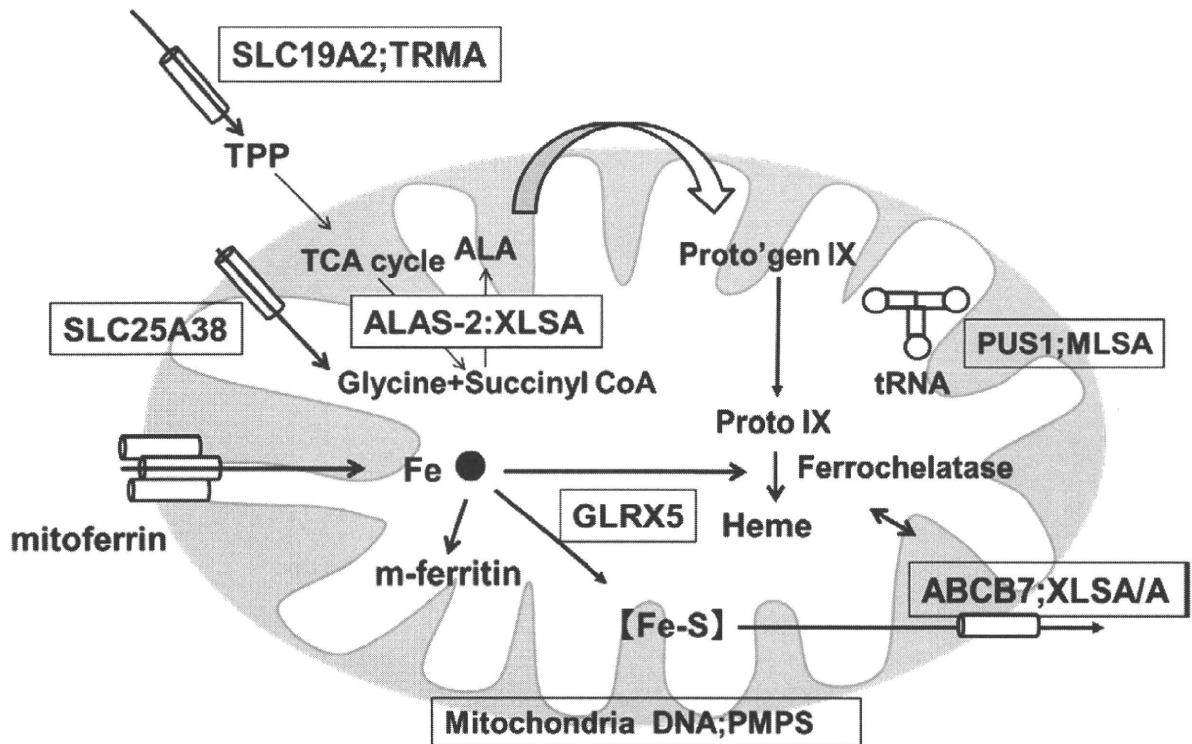 SLC19A2;TRMA
TPP
TCA cycle
ALA
Proto'gen IX
SLC25A38
ALAS-2:XLSA
PUS1;MLSA
Glycine+Succinyl CoA
tRNA
Proto IX
Fe
Ferrochelatase
GLRX5
Heme
mitoferrin
m-ferritin
ABCB7;XLSA/A
【Fe-S】
Mitochondria DNA;PMPS